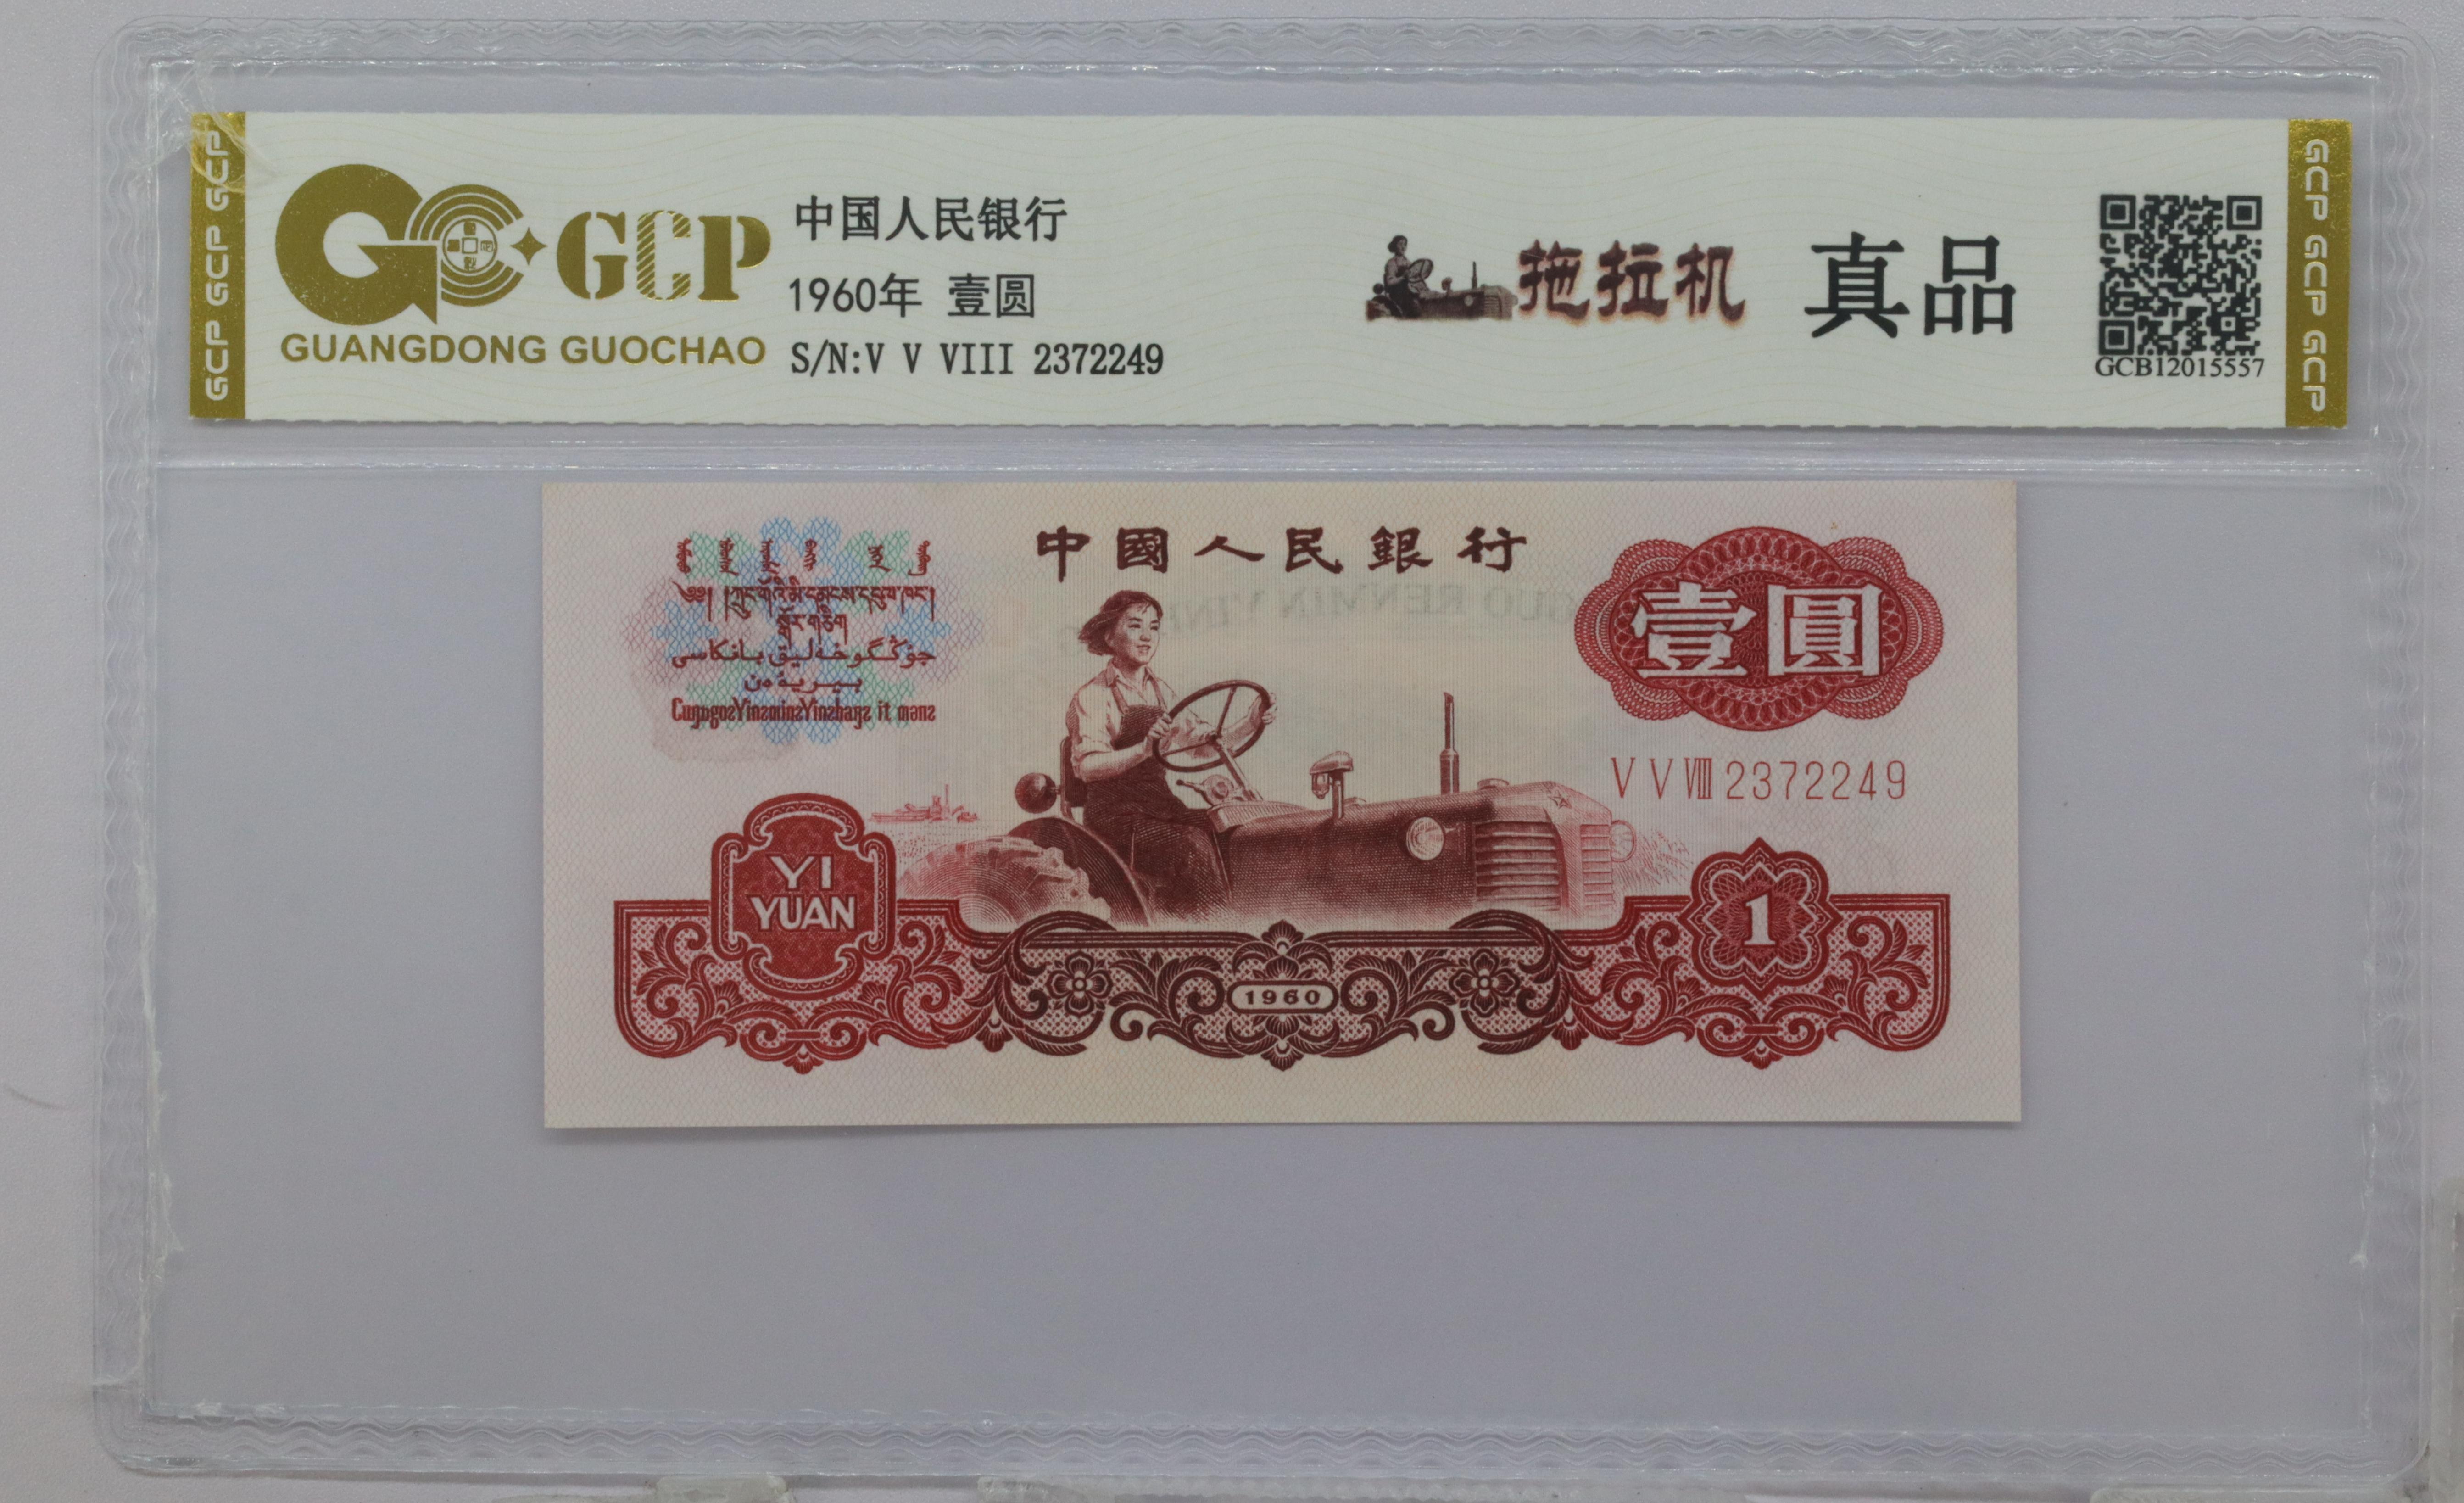 GCP GCP GCP
GCP
GUANGDONG GUOCHAO
中国人民银行
1960年 壹圆
S/N:V V VIII 2372249
拖拉机
真品
GCB12015557
GCP GCP GCP
中國人民銀行
壹圓
V V VIII 2372249
YI
YUAN
1
1960